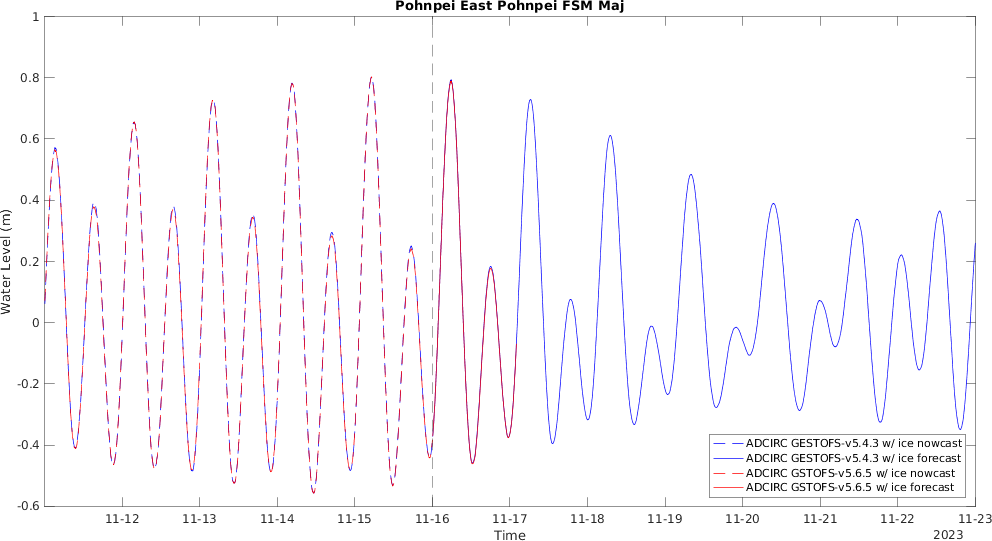 Pohnpei East Pohnpei FSM Maj
1
0.8
0.6
0.4
0.2
0
-0.2
-0.4
-0.6
Water Level (m)
11-12 11-13 11-14 11-15 11-16 11-17 11-18 11-19 11-20 11-21 11-22 11-23
Time
2023
ADCIRC GESTOFS-v5.4.3 w/ ice nowcast
ADCIRC GESTOFS-v5.4.3 w/ ice forecast
ADCIRC GSTOFS-v5.6.5 w/ ice nowcast
ADCIRC GSTOFS-v5.6.5 w/ ice forecast